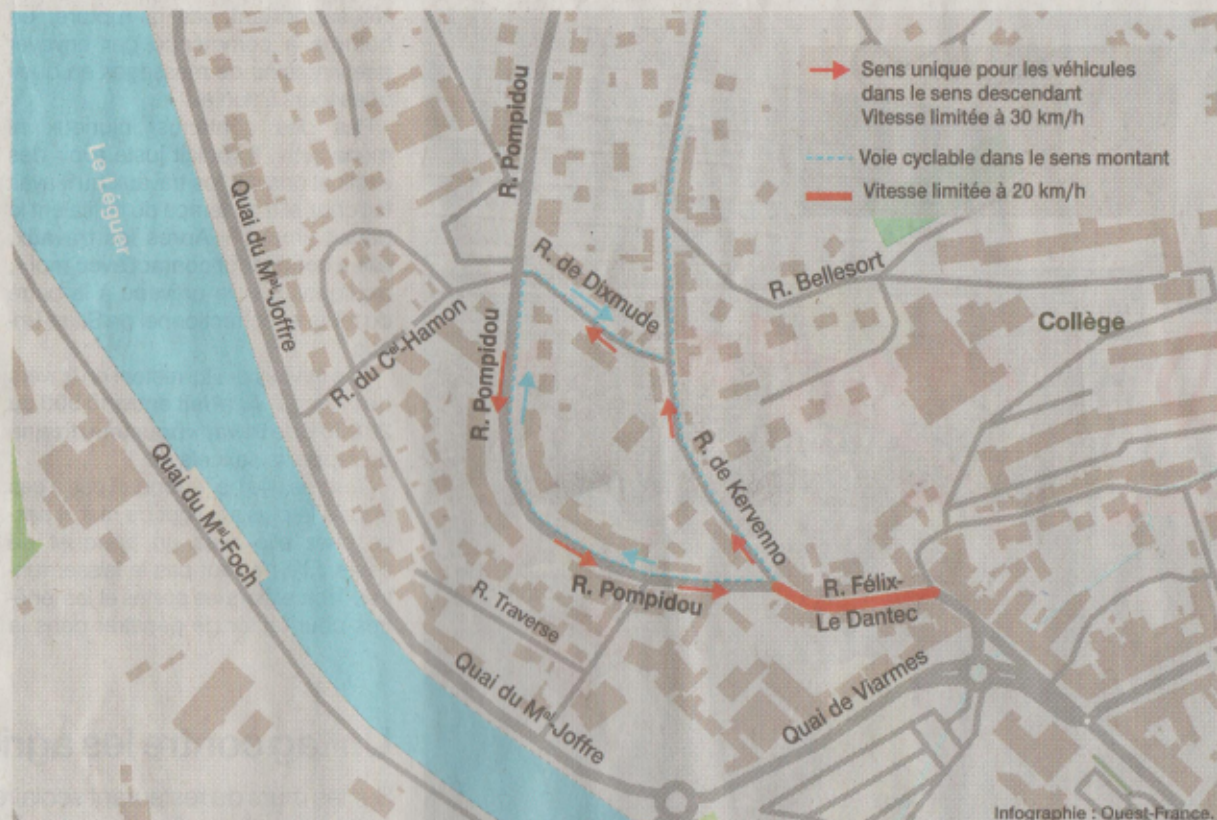 Sens unique pour les véhicules
dans le sens descendant
Vitesse limitée à 30 km/h
Voie cyclable dans le sens montant
Vitesse limitée à 20 km/h
R. Pompidou
Le Léguer
Quai du Mal-Joffre
R. de Dixmude
R. Bellesort
Collège
R. du Cel-Hamon
R. Pompidou
R. de Kervenno
Quai du Mal-Foch
R. Pompidou
R. Félix-
Le Dantec
R. Traverse
Quai du Mal-Joffre
Quai de Viarmes
contre les
Infographie : Ouest-France.